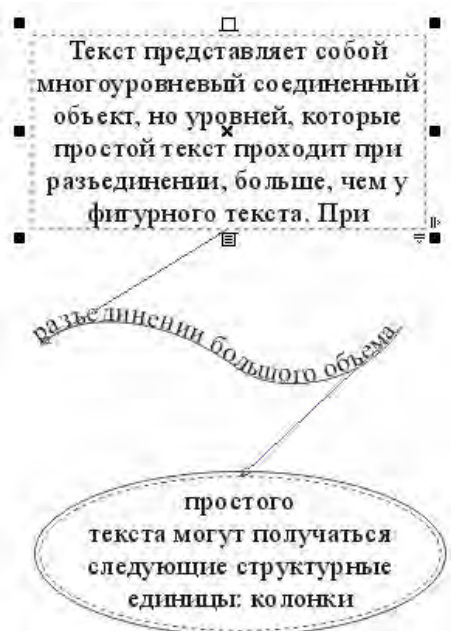 Текст представляет собой
многоуровневый соединенный
объект, но уровней, которые
простой текст проходит при
разъединении, больше, чем у
фигурного текста. При
разъединении большого объема
простого
текста могут получаться
следующие структурные
единицы: колонки